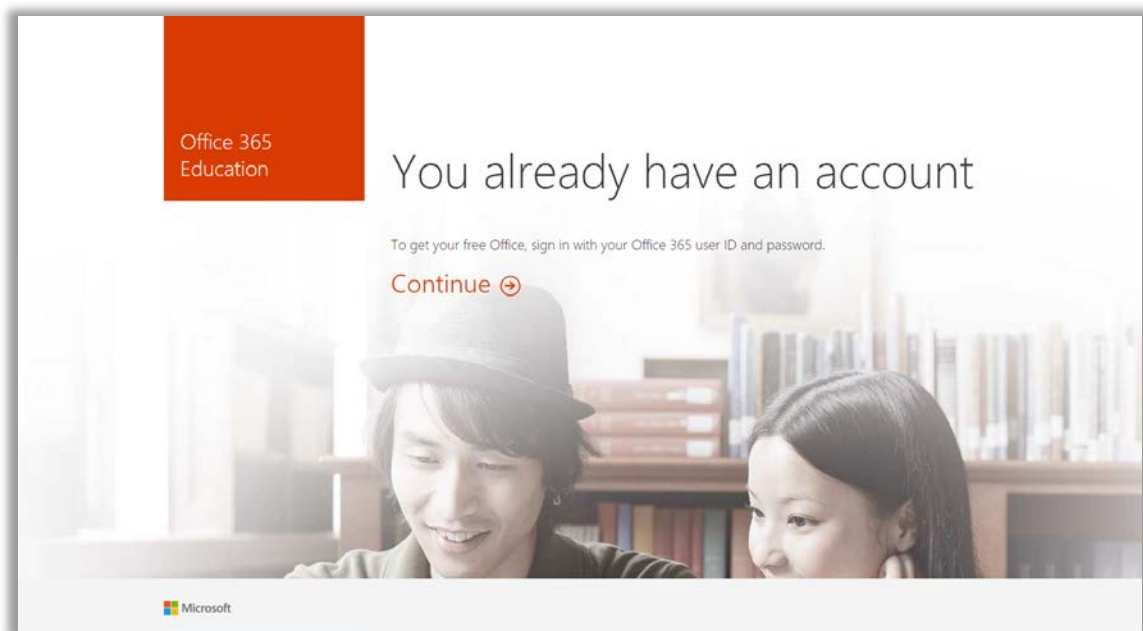 Office 365
Education
You already have an account
To get your free Office, sign in with your Office 365 user ID and password.
Continue
Microsoft